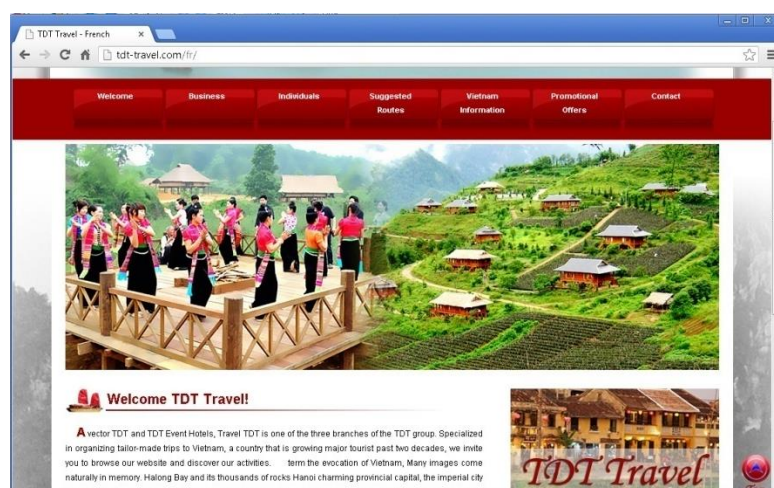 TDT Travel - French
tdt-travel.com/fr/
Welcome Business Individuals Suggested Routes Vietnam Information Promotional Offers Contact
Welcome TDT Travel!
A vector TDT and TDT Event Hotels, Travel TDT is one of the three branches of the TDT group. Specialized
in organizing tailor-made trips to Vietnam, a country that is growing major tourist past two decades, we invite
you to browse our website and discover our activities. term the evocation of Vietnam, Many images come
naturally in memory. Halong Bay and its thousands of rocks Hanoi charming provincial capital, the imperial city
TDT Travel